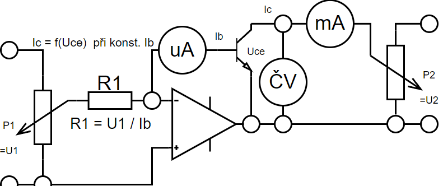 Ic
Ic = f(Uce) při konst. Ib
uA
Ib
mA
Uce
R1
ČV
P2
=U2
P1
R1 = U1 / Ib
=U1
-
+